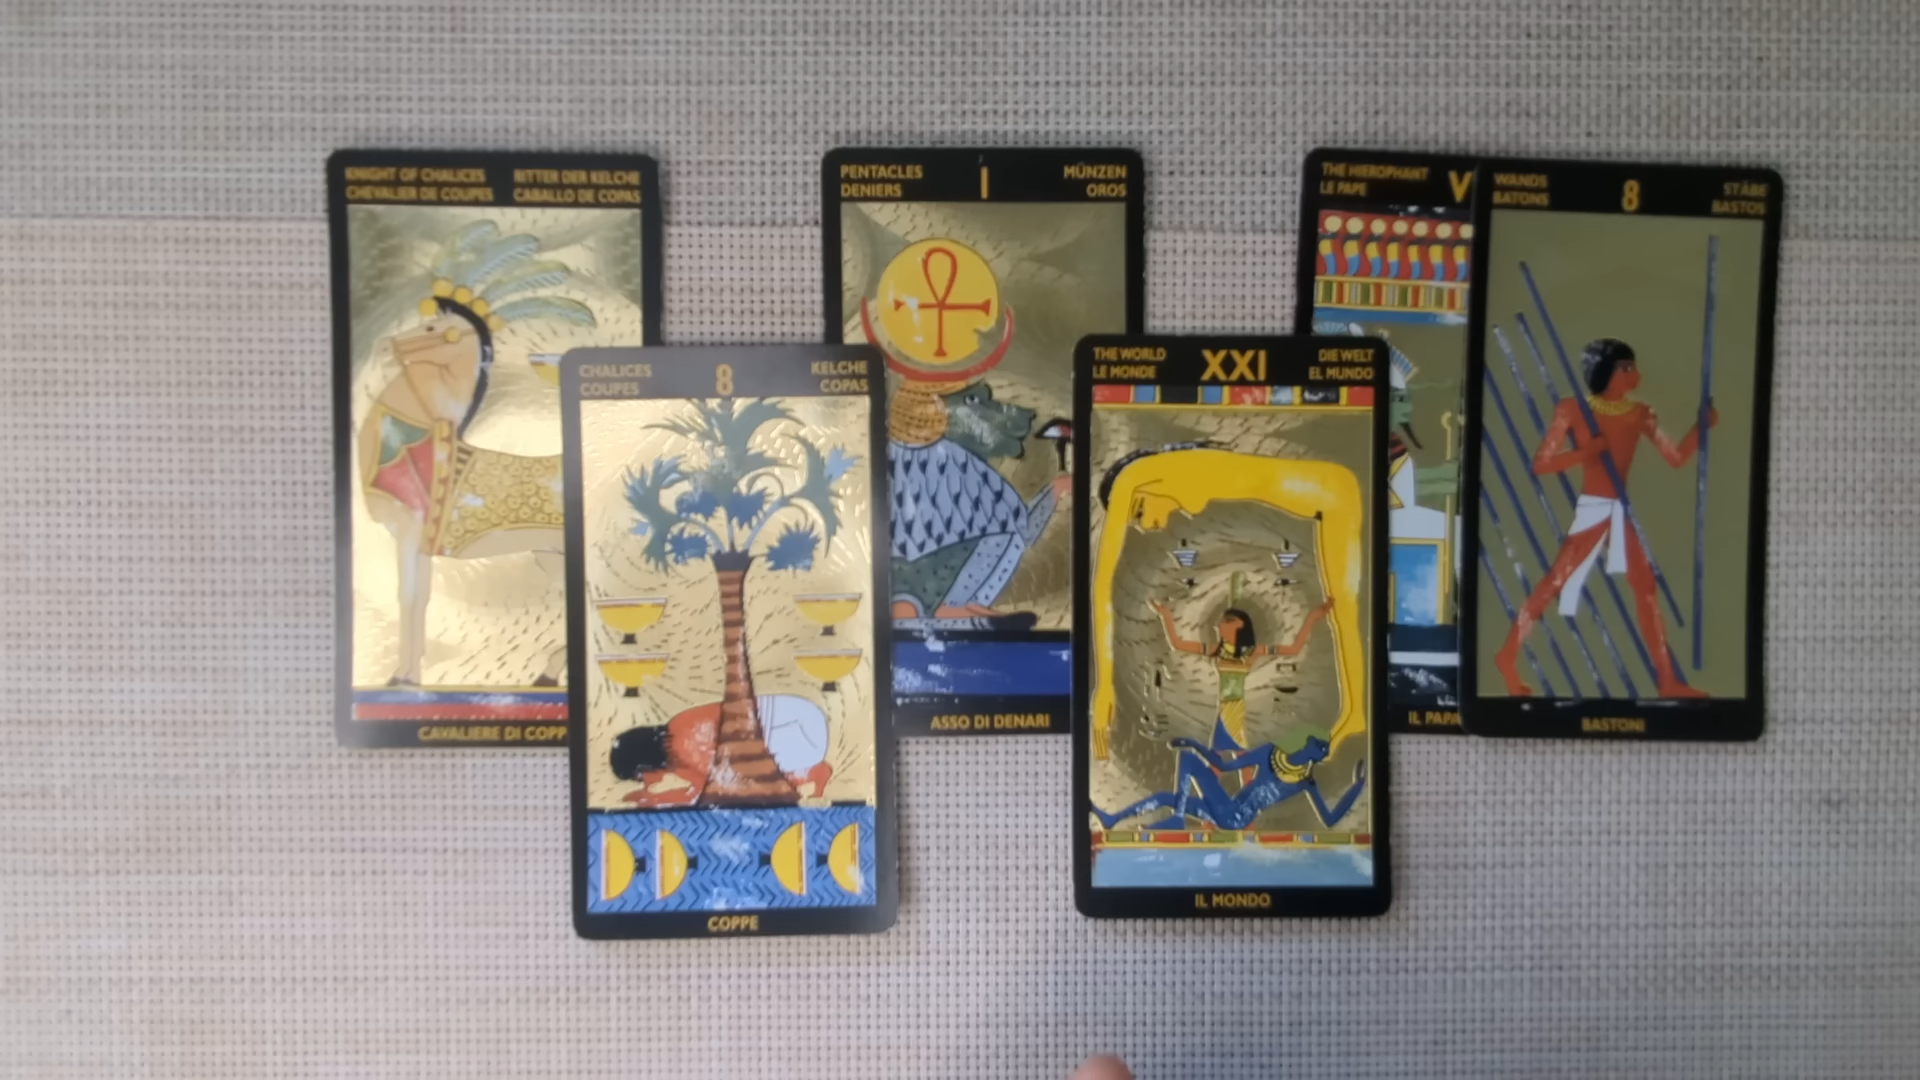 KNIGHT OF CHALICES RITTER DER KELCHE
CHEVALIER DE COUPES CABALLO DE COPAS
CAVALIERE DI COPP
CHALICES 8 KELCHE
COUPES COPAS
COPPE
PENTACLES I MÜNZEN
DENIERS OROS
ASSO DI DENARI
THE WORLD XXI DIE WELT
LE MONDE EL MUNDO
IL MONDO
THE HIEROPHANT V
LE PAPE
IL PAPA
WANDS 8 STÄBE
BATONS BASTOS
BASTONI